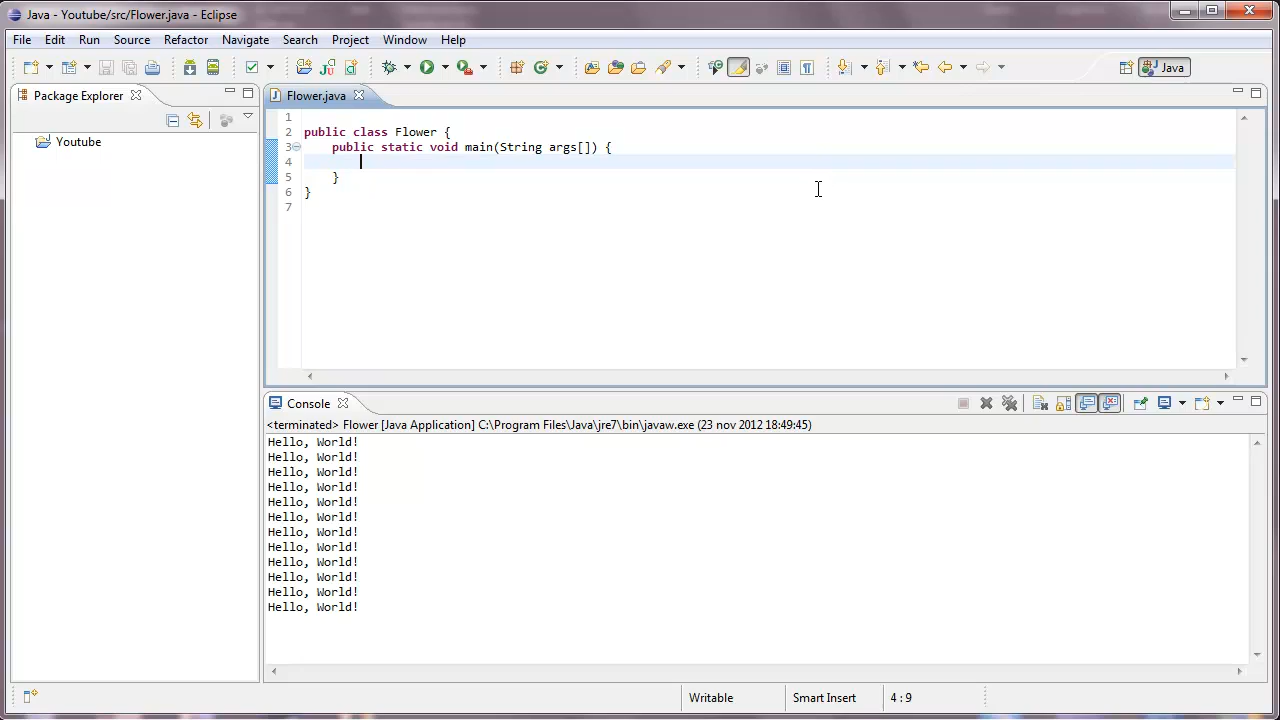 Java - Youtube/src/Flower.java - Eclipse
File Edit Run Source Refactor Navigate Search Project Window Help
Java
Package Explorer
Youtube
Flower.java
1
2 public class Flower {
3 public static void main(String args[]) {
4
5 }
6 }
7
Console
<terminated> Flower [Java Application] C:\Program Files\Java\jre7\bin\javaw.exe (23 nov 2012 18:49:45)
Hello, World!
Hello, World!
Hello, World!
Hello, World!
Hello, World!
Hello, World!
Hello, World!
Hello, World!
Hello, World!
Hello, World!
Hello, World!
Hello, World!
Writable Smart Insert 4 : 9